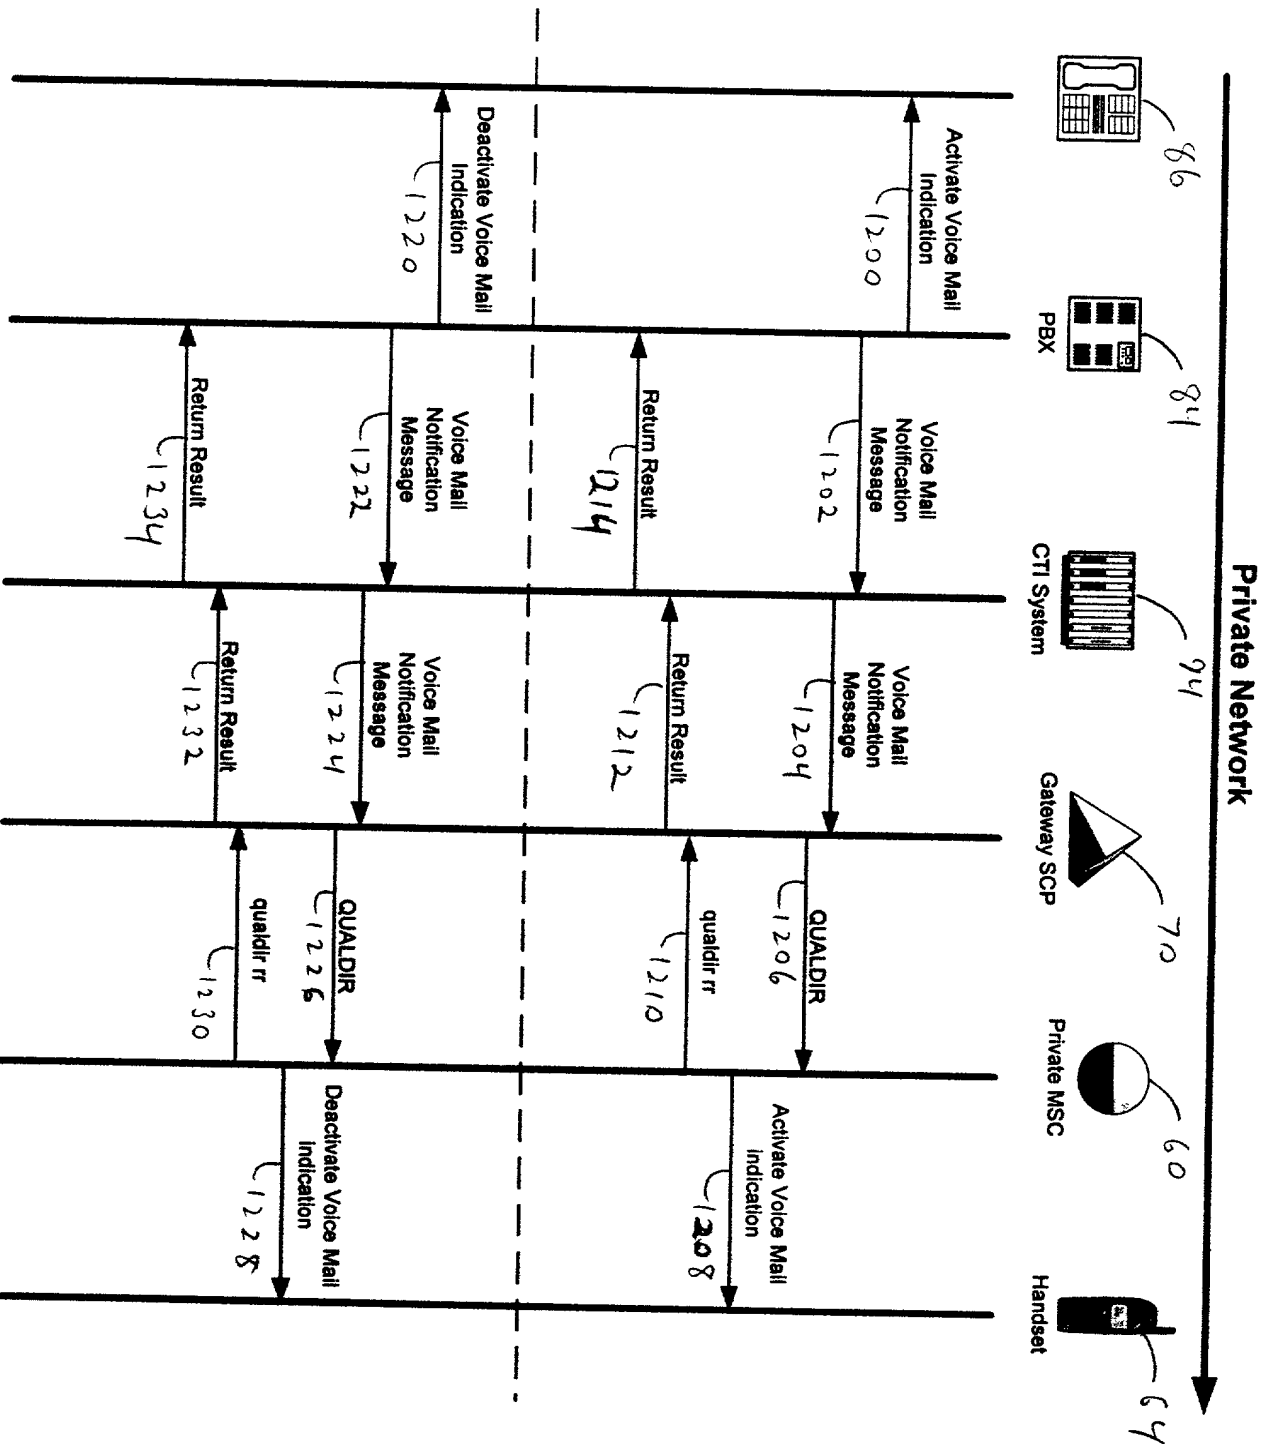 Private Network
86
84
94
70
60
64
PBX
CTI System
Gateway SCP
Private MSC
Handset
Activate Voice Mail
Indication
1200
Voice Mail
Notification
Message
1202
Voice Mail
Notification
Message
1204
QUALDIR
1206
Activate Voice Mail
indication
1208
qualdir rr
1210
Return Result
1212
Return Result
1214
Deactivate Voice Mail
Indication
1220
Voice Mail
Notification
Message
1222
Voice Mail
Notification
Message
1224
QUALDIR
1226
Deactivate Voice Mail
indication
1228
qualdir rr
1230
Return Result
1232
Return Result
1234